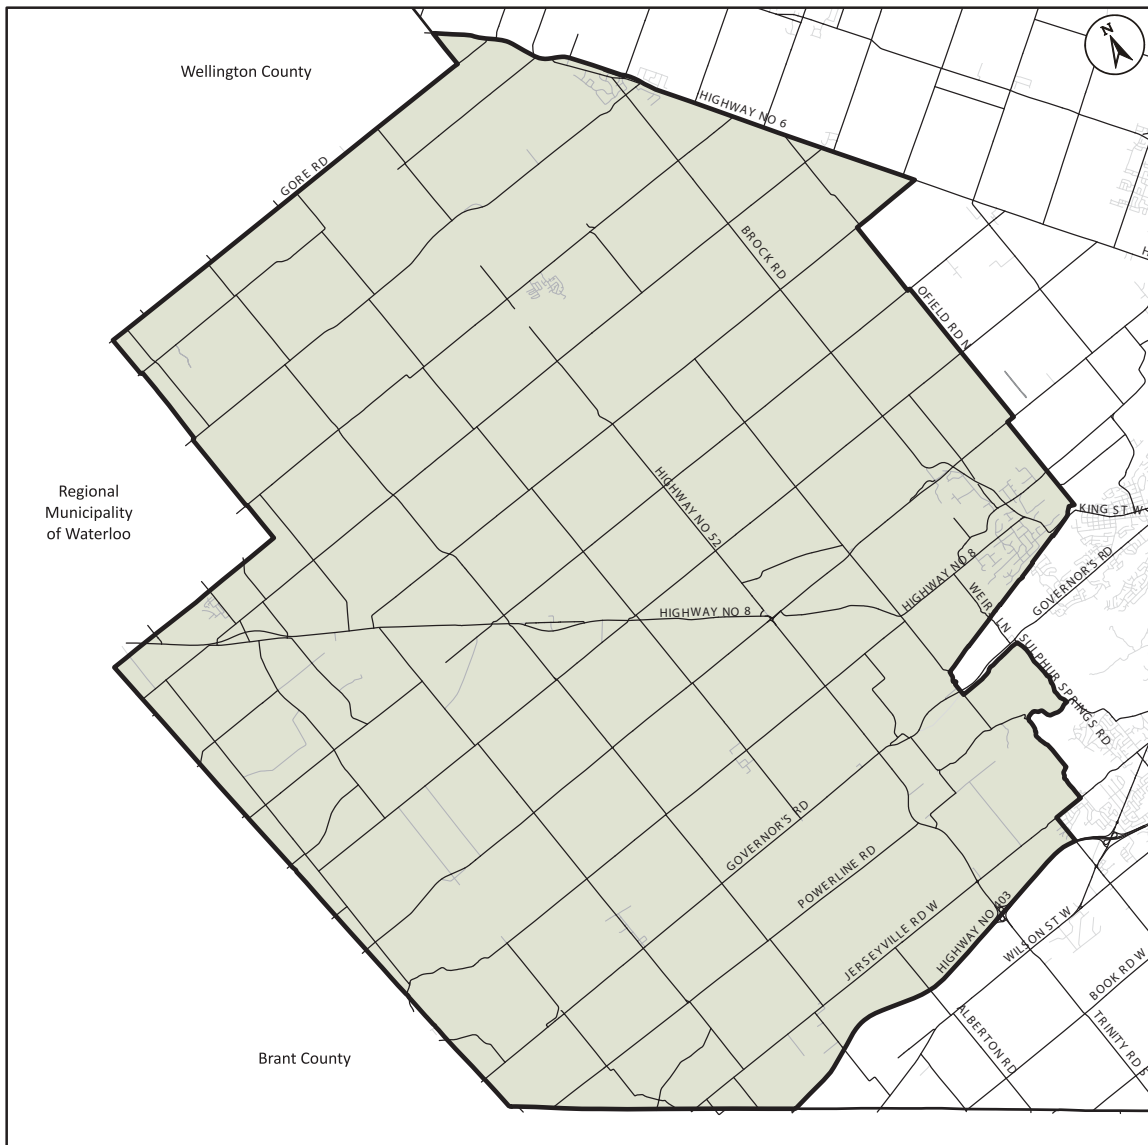 N
Wellington County
HIGHWAY NO 6
GORE RD
BROCK RD
OFIELD RD N
H
Regional
Municipality
of Waterloo
HIGHWAY NO 52
KING ST W
GOVERNOR'S RD
HIGHWAY NO 8
WEIR LN
HIGHWAY NO 8
SULPHUR SPRINGS RD
GOVERNOR'S RD
POWERLINE RD
JERSEYVILLE RD W
HIGHWAY NO 403
WILSON ST W
BOOK RD W
ALBERTON RD
TRINITY RD S
Brant County